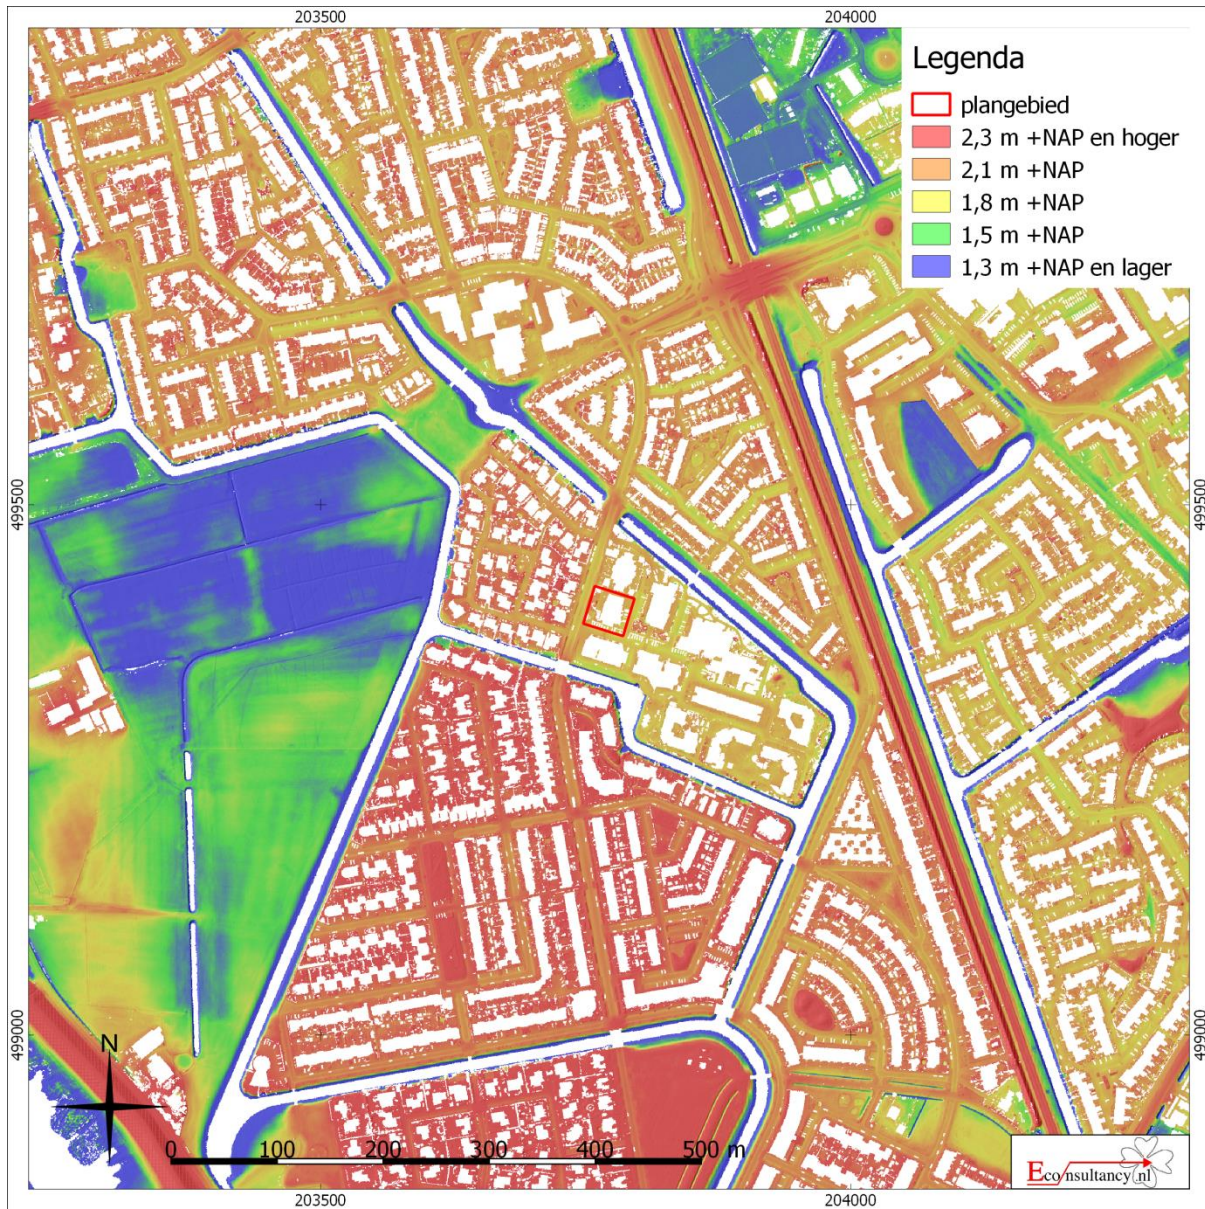 203500 204000
Legenda
plangebied
2,3 m +NAP en hoger
2,1 m +NAP
1,8 m +NAP
1,5 m +NAP
1,3 m +NAP en lager
499500 499500
499000 499000
N
0 100 200 300 400 500 m
Econsultancy.nl
203500 204000